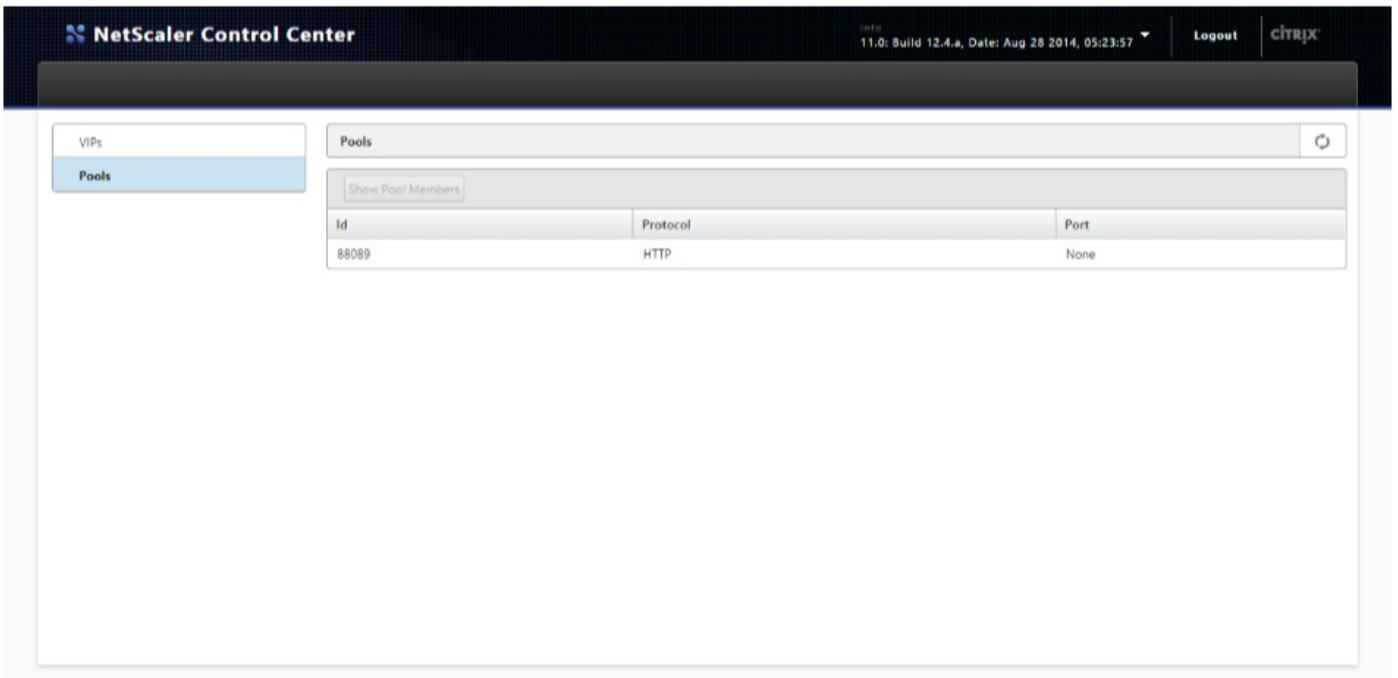 NetScaler Control Center
Info
11.0: Build 12.4.a, Date: Aug 28 2014, 05:23:57
Logout
CITRIX
VIPs
Pools
Pools
Show Pool Members
Id Protocol Port
88089 HTTP None